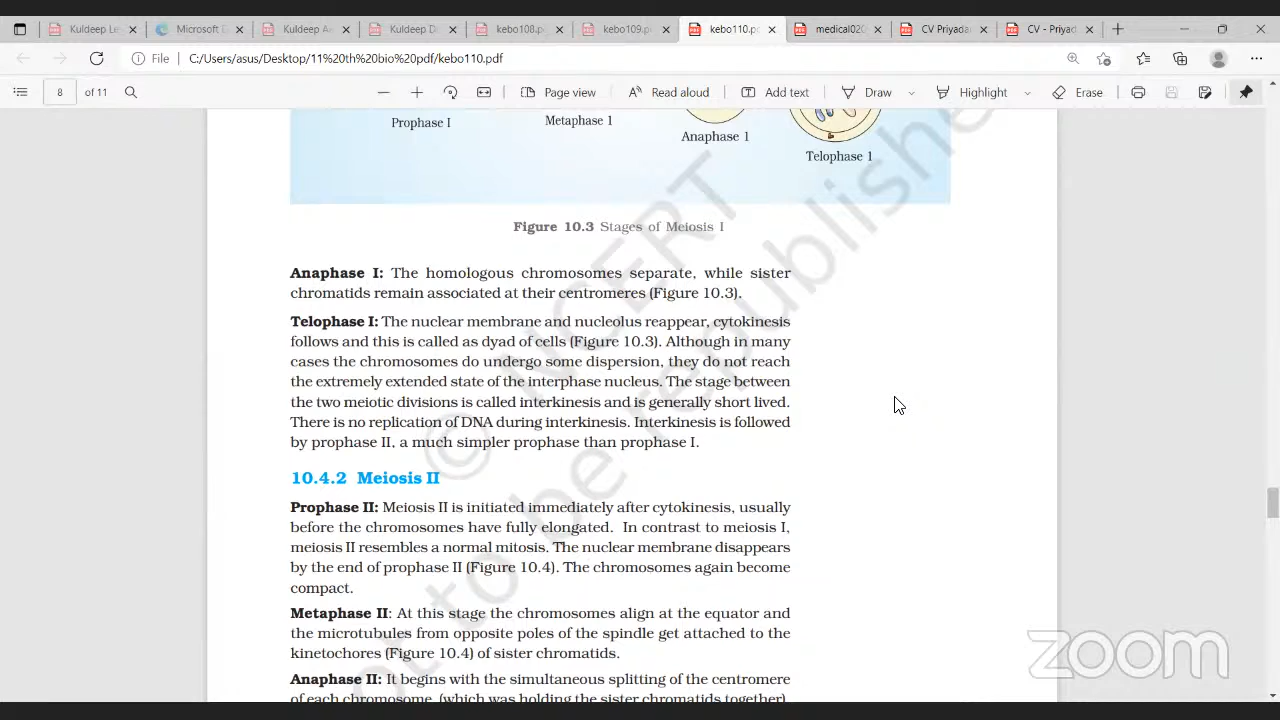 Kuldeep Le
Microsoft E
Kuldeep A
Kuldeep D
kebo108.p
kebo109.p
kebo110.p
medical02
CV Priyada
CV - Priyad
File C:/Users/asus/Desktop/11%20th%20bio%20pdf/kebo110.pdf
8 of 11 Page view Read aloud Add text Draw Highlight Erase
Prophase I
Metaphase 1
Anaphase 1
Telophase 1
Figure 10.3 Stages of Meiosis I
Anaphase I: The homologous chromosomes separate, while sister
chromatids remain associated at their centromeres (Figure 10.3).
Telophase I: The nuclear membrane and nucleolus reappear, cytokinesis
follows and this is called as dyad of cells (Figure 10.3). Although in many
cases the chromosomes do undergo some dispersion, they do not reach
the extremely extended state of the interphase nucleus. The stage between
the two meiotic divisions is called interkinesis and is generally short lived.
There is no replication of DNA during interkinesis. Interkinesis is followed
by prophase II, a much simpler prophase than prophase I.
10.4.2 Meiosis II
Prophase II: Meiosis II is initiated immediately after cytokinesis, usually
before the chromosomes have fully elongated. In contrast to meiosis I,
meiosis II resembles a normal mitosis. The nuclear membrane disappears
by the end of prophase II (Figure 10.4). The chromosomes again become
compact.
Metaphase II: At this stage the chromosomes align at the equator and
the microtubules from opposite poles of the spindle get attached to the
kinetochores (Figure 10.4) of sister chromatids.
Anaphase II: It begins with the simultaneous splitting of the centromere
of each chromosome (which was holding the sister chromatids together),
© NCERT
not to be republishe
zoom